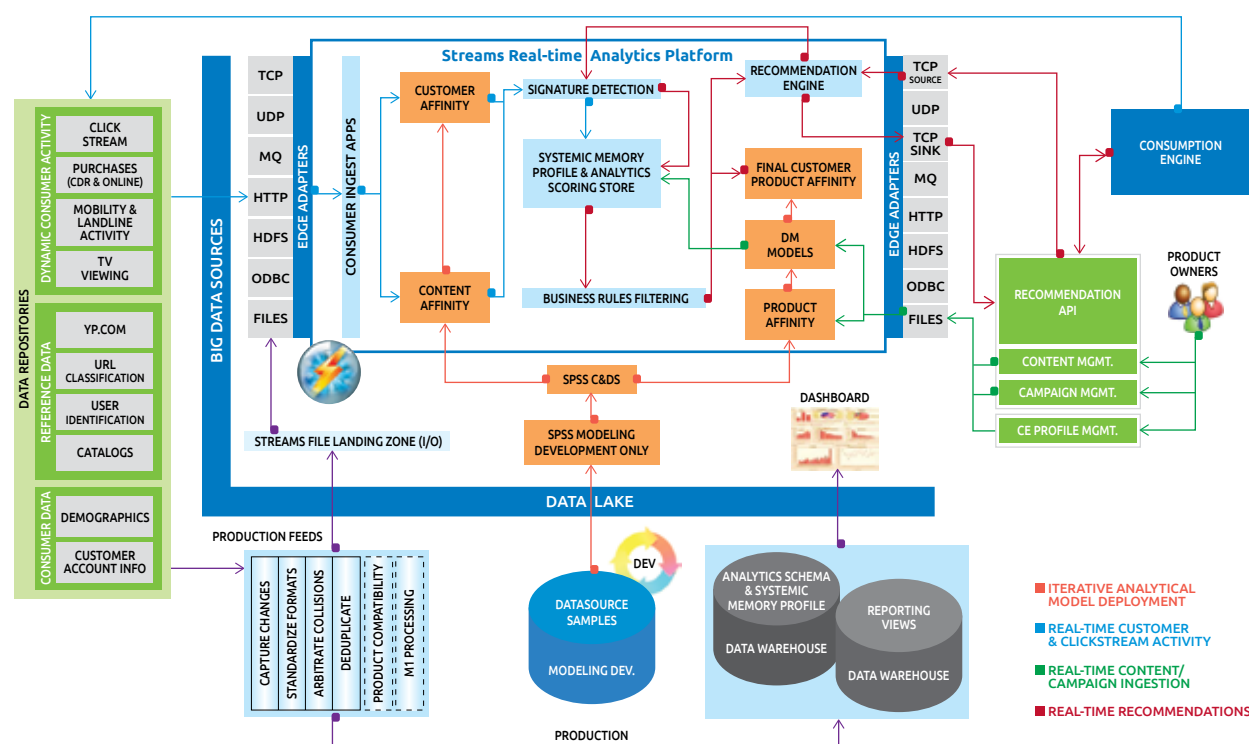 Streams Real-time Analytics Platform
DATA REPOSITORIES
DYNAMIC CONSUMER ACTIVITY
CLICK
STREAM
PURCHASES
(CDR & ONLINE)
MOBILITY &
LANDLINE
ACTIVITY
TV
VIEWING
REFERENCE DATA
YP.COM
URL
CLASSIFICATION
USER
IDENTIFICATION
CATALOGS
CONSUMER DATA
DEMOGRAPHICS
CUSTOMER
ACCOUNT INFO
BIG DATA SOURCES
TCP
UDP
MQ
HTTP
HDFS
ODBC
FILES
EDGE ADAPTERS
CONSUMER INGEST APPS
CUSTOMER
AFFINITY
CONTENT
AFFINITY
SIGNATURE DETECTION
SYSTEMIC MEMORY
PROFILE & ANALYTICS
SCORING STORE
BUSINESS RULES FILTERING
RECOMMENDATION
ENGINE
FINAL CUSTOMER
PRODUCT AFFINITY
DM
MODELS
PRODUCT
AFFINITY
EDGE ADAPTERS
TCP
SOURCE
UDP
TCP
SINK
MQ
HTTP
HDFS
ODBC
FILES
CONSUMPTION
ENGINE
PRODUCT
OWNERS
RECOMMENDATION
API
CONTENT MGMT.
CAMPAIGN MGMT.
CE PROFILE MGMT.
SPSS C&DS
SPSS MODELING
DEVELOPMENT ONLY
DASHBOARD
STREAMS FILE LANDING ZONE (I/O)
DATA LAKE
PRODUCTION FEEDS
CAPTURE CHANGES
STANDARDIZE FORMATS
ARBITRATE COLLISIONS
DEDUPLICATE
PRODUCT COMPATIBILITY
M1 PROCESSING
DEV
DATASOURCE
SAMPLES
MODELING DEV.
ANALYTICS SCHEMA
& SYSTEMIC
MEMORY PROFILE
DATA WAREHOUSE
REPORTING
VIEWS
DATA WAREHOUSE
PRODUCTION
ITERATIVE ANALYTICAL
MODEL DEPLOYMENT
REAL-TIME CUSTOMER
& CLICKSTREAM ACTIVITY
REAL-TIME CONTENT/
CAMPAIGN INGESTION
REAL-TIME RECOMMENDATIONS